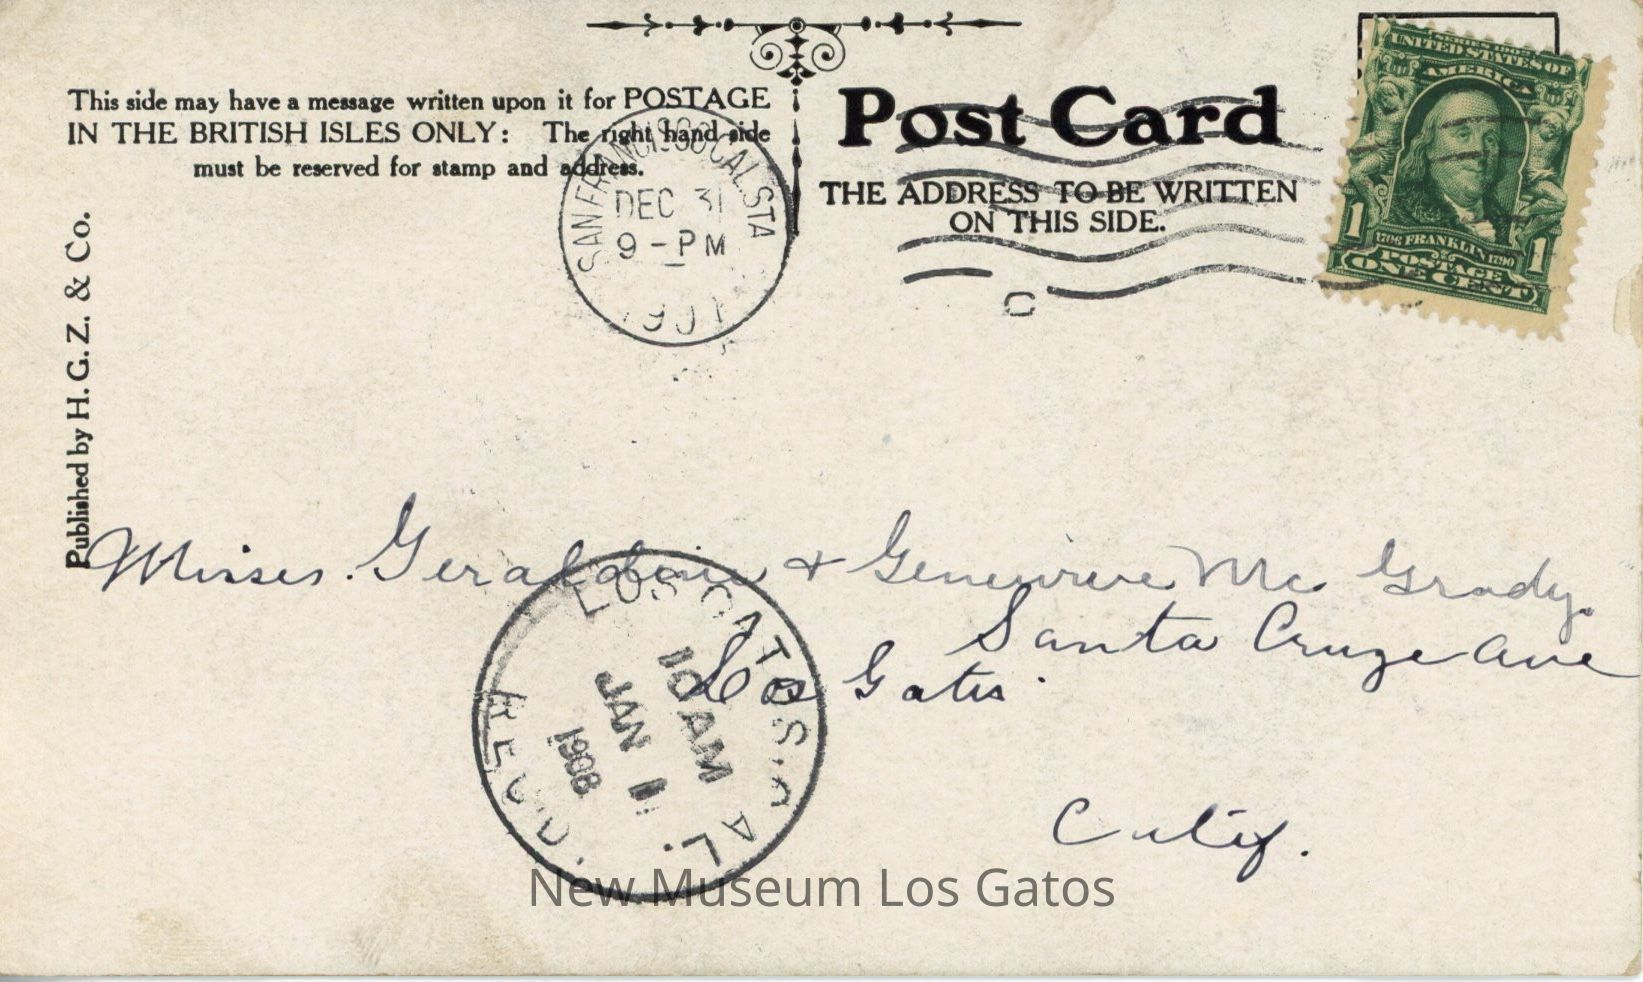 This side may have a message written upon it for POSTAGE
IN THE BRITISH ISLES ONLY: The right hand side
must be reserved for stamp and address.
Post Card
THE ADDRESS TO BE WRITTEN
ON THIS SIDE.
SERIES 1902
UNITED STATES OF
AMERICA
1 1706 FRANKLIN 1790 1
POSTAGE
ONE CENT
SAN FRANCISCO CAL. STA
DEC 31
9-PM
C
Published by H. G. Z. & Co.
Misses. Geraldine & Genevieve Mc Grady.
Santa Cruze Ave
Los Gatos
Calif.
LOS GATOS, CAL.
10 AM
JAN 1
1908
REC'D.
New Museum Los Gatos